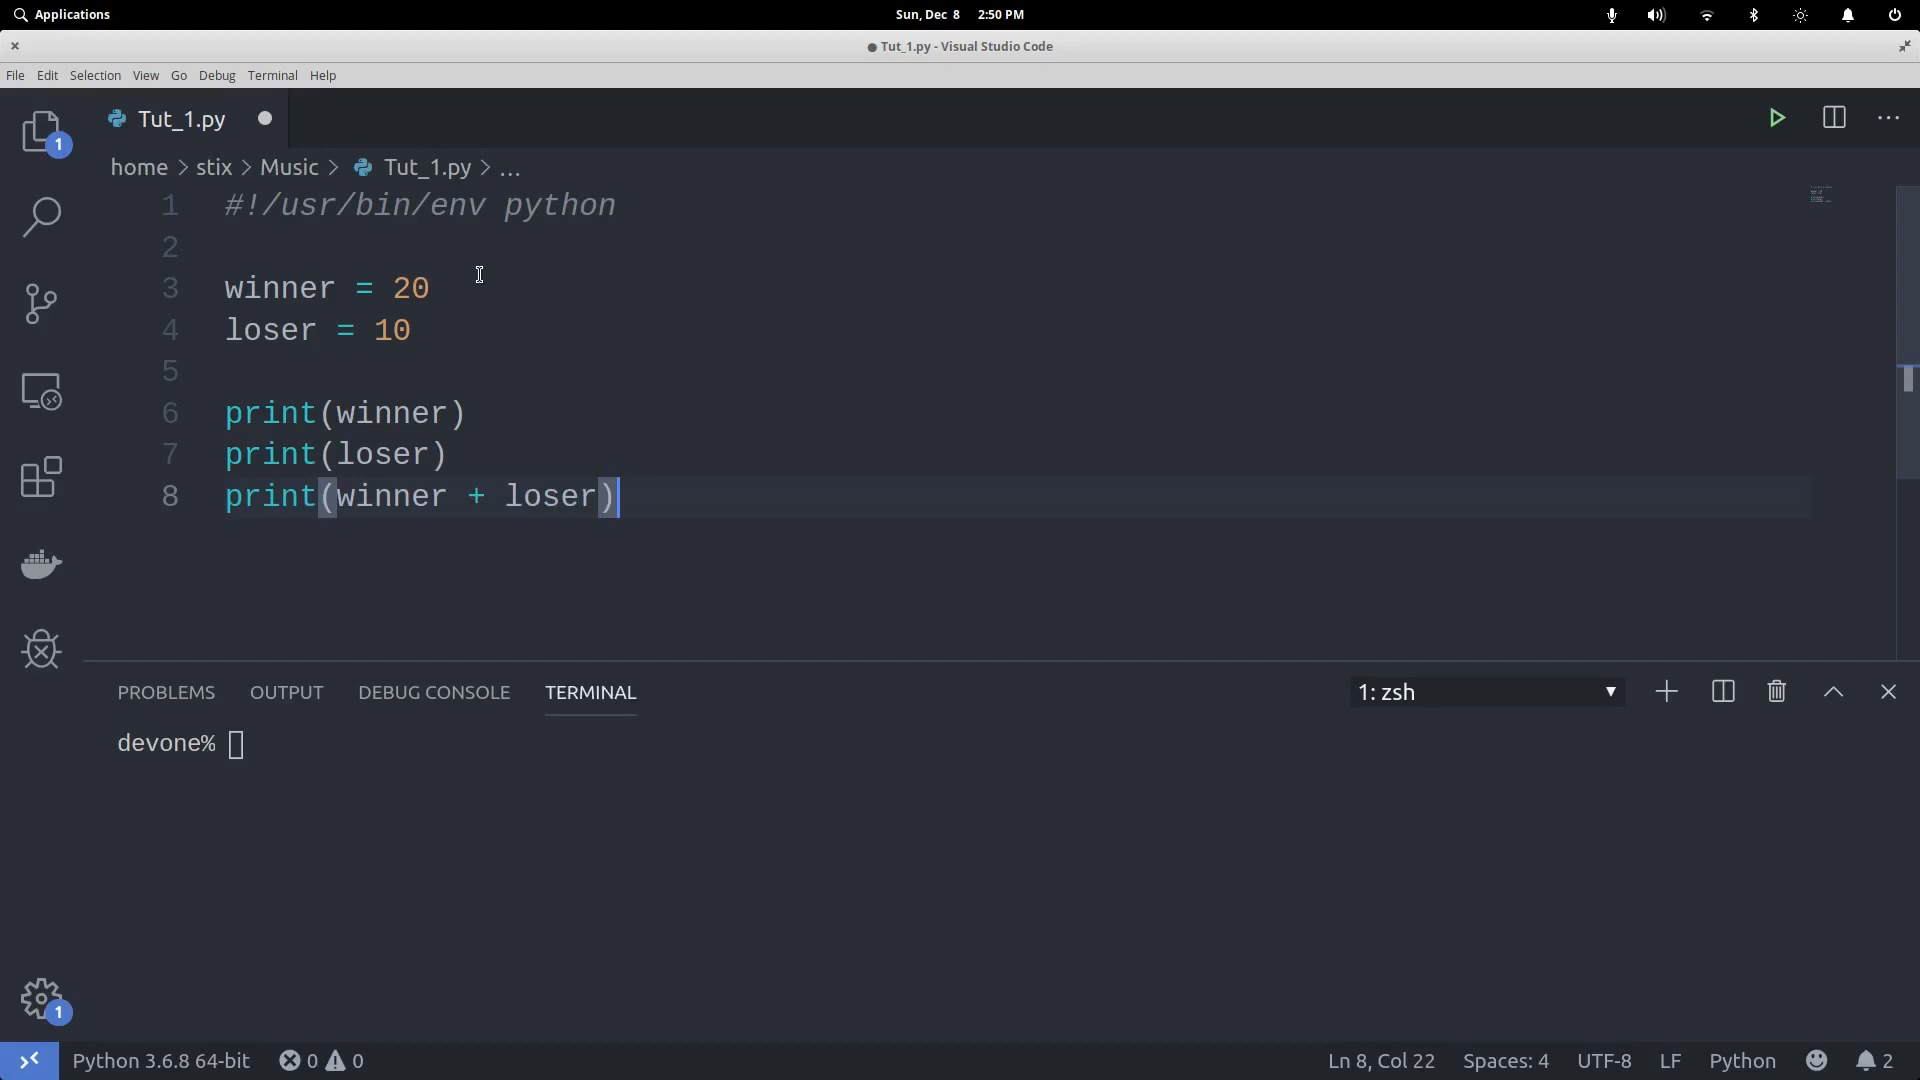 Applications
Sun, Dec 8 2:50 PM
● Tut_1.py - Visual Studio Code
File Edit Selection View Go Debug Terminal Help
1
Tut_1.py
home > stix > Music > Tut_1.py > ...
1 #!/usr/bin/env python
2
3 winner = 20
4 loser = 10
5
6 print(winner)
7 print(loser)
8 print(winner + loser)
PROBLEMS OUTPUT DEBUG CONSOLE TERMINAL
1: zsh
devone%
1
Python 3.6.8 64-bit 0 0 Ln 8, Col 22 Spaces: 4 UTF-8 LF Python 2